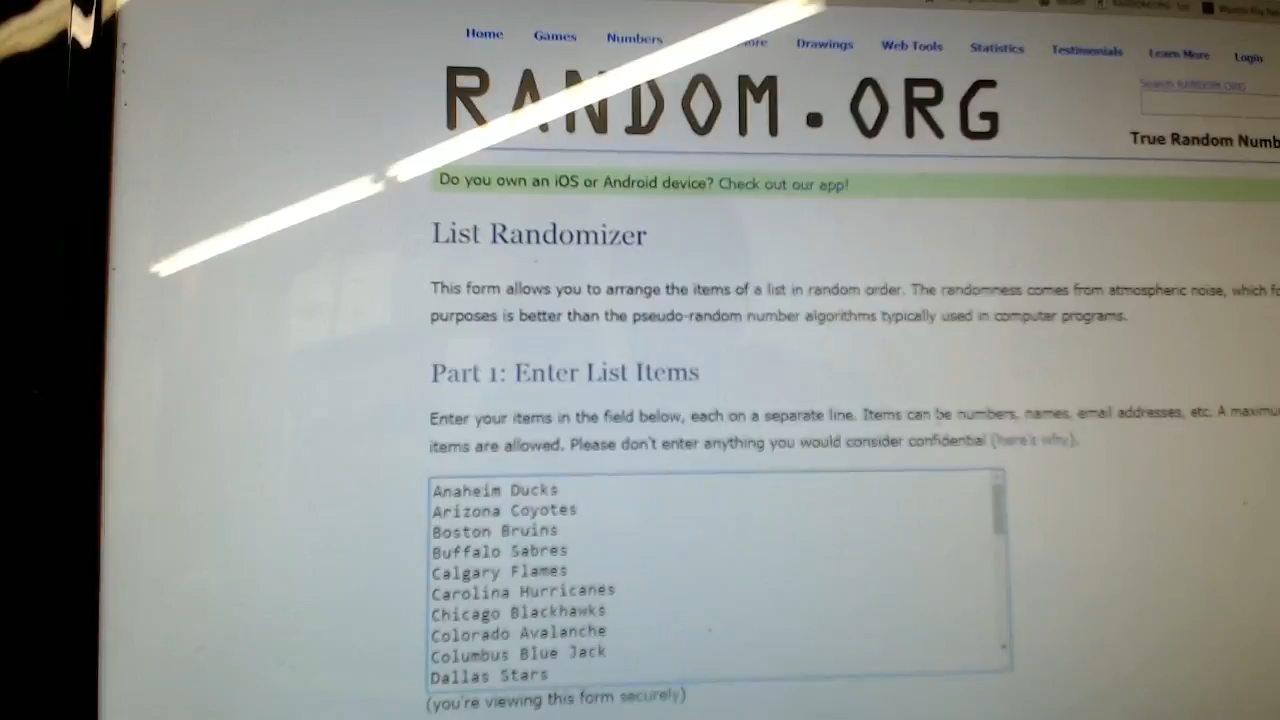 Home Games Numbers Drawings Web Tools Statistics Testimonials Learn More Login
RANDOM.ORG
Search RANDOM.ORG
True Random Numb
Do you own an iOS or Android device? Check out our app!
List Randomizer
This form allows you to arrange the items of a list in random order. The randomness comes from atmospheric noise, which fo
purposes is better than the pseudo-random number algorithms typically used in computer programs.
Part 1: Enter List Items
Enter your items in the field below, each on a separate line. Items can be numbers, names, email addresses, etc. A maximu
items are allowed. Please don't enter anything you would consider confidential (here's why).
Anaheim Ducks
Arizona Coyotes
Boston Bruins
Buffalo Sabres
Calgary Flames
Carolina Hurricanes
Chicago Blackhawks
Colorado Avalanche
Columbus Blue Jack
Dallas Stars
(you're viewing this form securely)